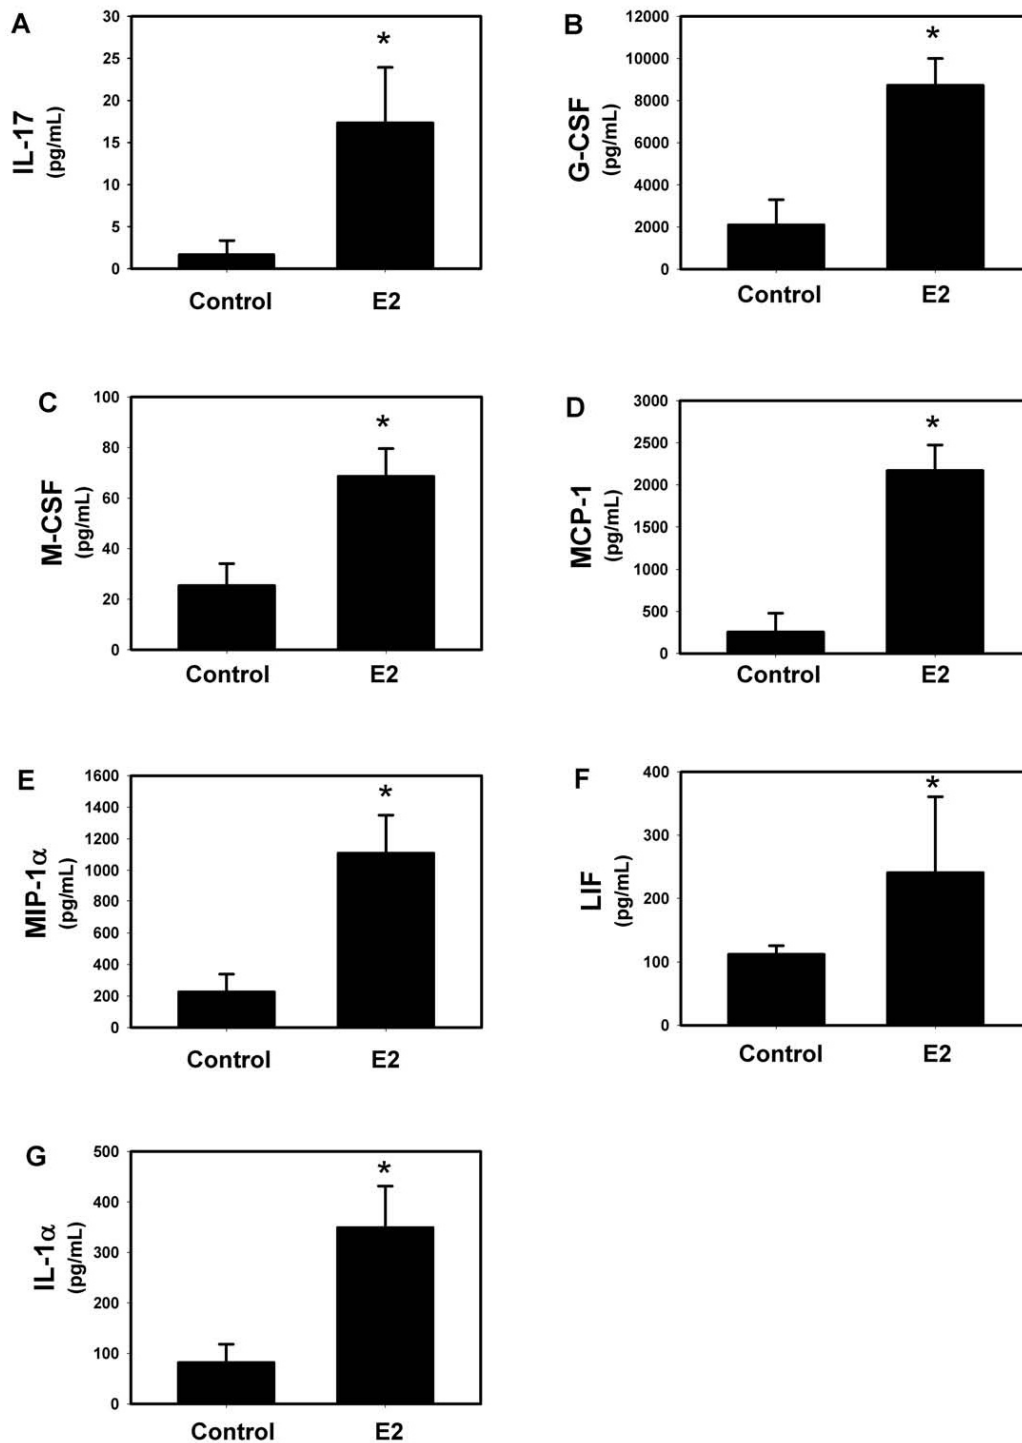 A
IL-17
(pg/mL)
30
25
20
15
10
5
0
*
Control E2
B
G-CSF
(pg/mL)
12000
10000
8000
6000
4000
2000
0
*
Control E2
C
M-CSF
(pg/mL)
100
80
60
40
20
0
*
Control E2
D
MCP-1
(pg/mL)
3000
2500
2000
1500
1000
500
0
*
Control E2
E
MIP-1α
(pg/mL)
1600
1400
1200
1000
800
600
400
200
0
*
Control E2
F
LIF
(pg/mL)
400
300
200
100
0
*
Control E2
G
IL-1α
(pg/mL)
500
400
300
200
100
0
*
Control E2